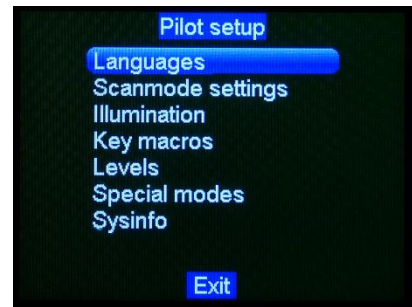 Pilot setup
Languages
Scanmode settings
Illumination
Key macros
Levels
Special modes
Sysinfo
Exit